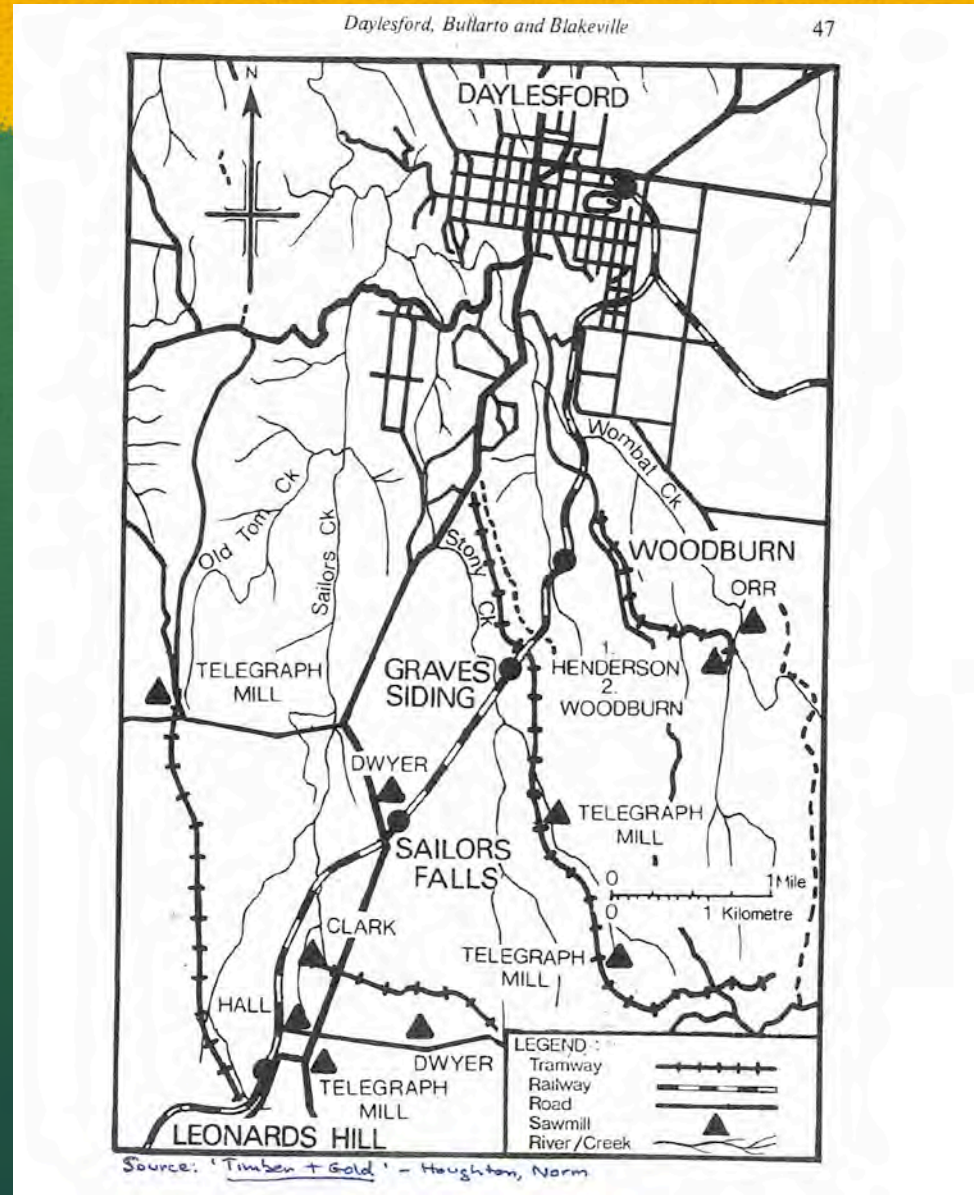 Daylesford, Bullarto and Blakeville
47
N
DAYLESFORD
Wombat Ck
Old Tom Ck
Sailors Ck
Stony Ck
WOODBURN
ORR
TELEGRAPH
MILL
GRAVES
SIDING
1.
HENDERSON
2.
WOODBURN
DWYER
TELEGRAPH
MILL
SAILORS
FALLS
0 1 Mile
0 1 Kilometre
CLARK
TELEGRAPH
MILL
HALL
DWYER
TELEGRAPH
MILL
LEONARDS HILL
LEGEND :
Tramway
Railway
Road
Sawmill
River/Creek
Source: 'Timber + Gold' - Houghton, Norm